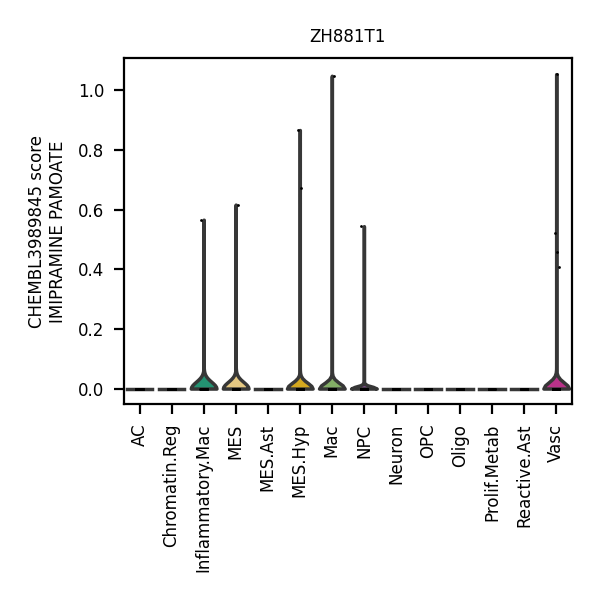 ZH881T1
CHEMBL3989845 score
IMIPRAMINE PAMOATE
1.0
0.8
0.6
0.4
0.2
0.0
AC
Chromatin.Reg
Inflammatory.Mac
MES
MES.Ast
MES.Hyp
Mac
NPC
Neuron
OPC
Oligo
Prolif.Metab
Reactive.Ast
Vasc